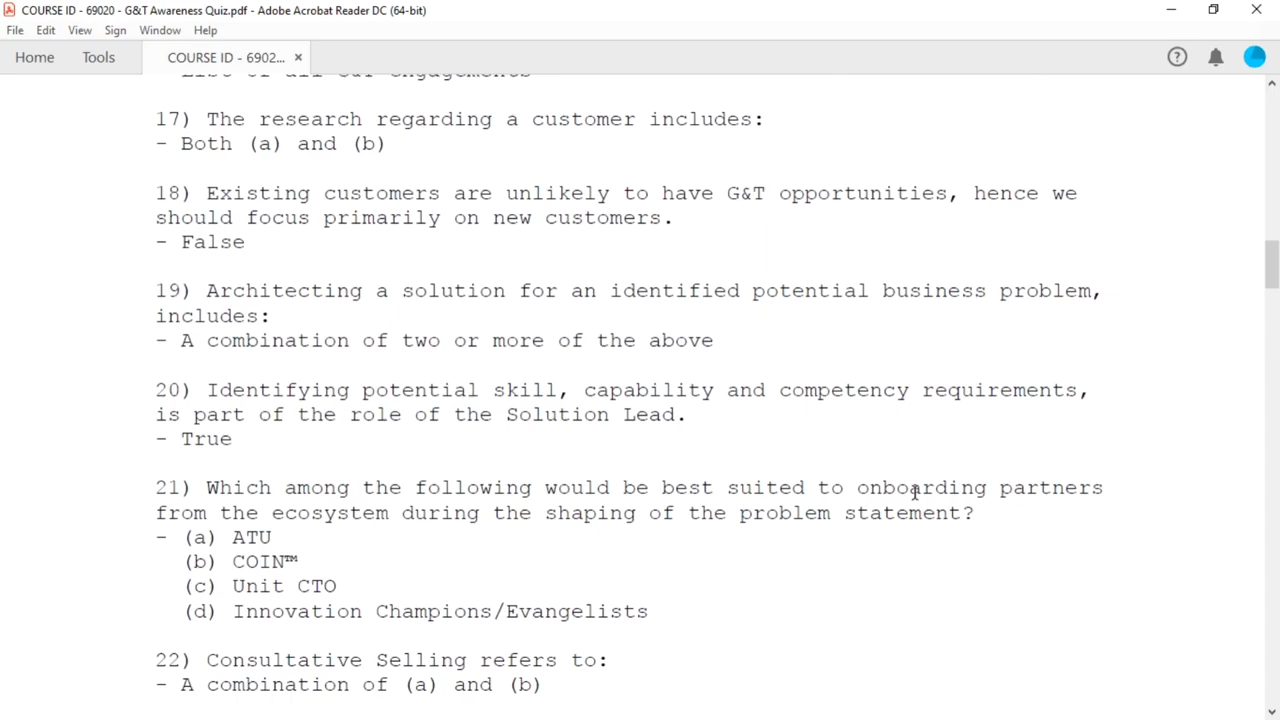 COURSE ID - 69020 - G&T Awareness Quiz.pdf - Adobe Acrobat Reader DC (64-bit)
File Edit View Sign Window Help
Home Tools COURSE ID - 6902... ×
List of all G&T engagements
17) The research regarding a customer includes:
- Both (a) and (b)
18) Existing customers are unlikely to have G&T opportunities, hence we
should focus primarily on new customers.
- False
19) Architecting a solution for an identified potential business problem,
includes:
- A combination of two or more of the above
20) Identifying potential skill, capability and competency requirements,
is part of the role of the Solution Lead.
- True
21) Which among the following would be best suited to onboarding partners
from the ecosystem during the shaping of the problem statement?
- (a) ATU
(b) COIN™
(c) Unit CTO
(d) Innovation Champions/Evangelists
22) Consultative Selling refers to:
- A combination of (a) and (b)